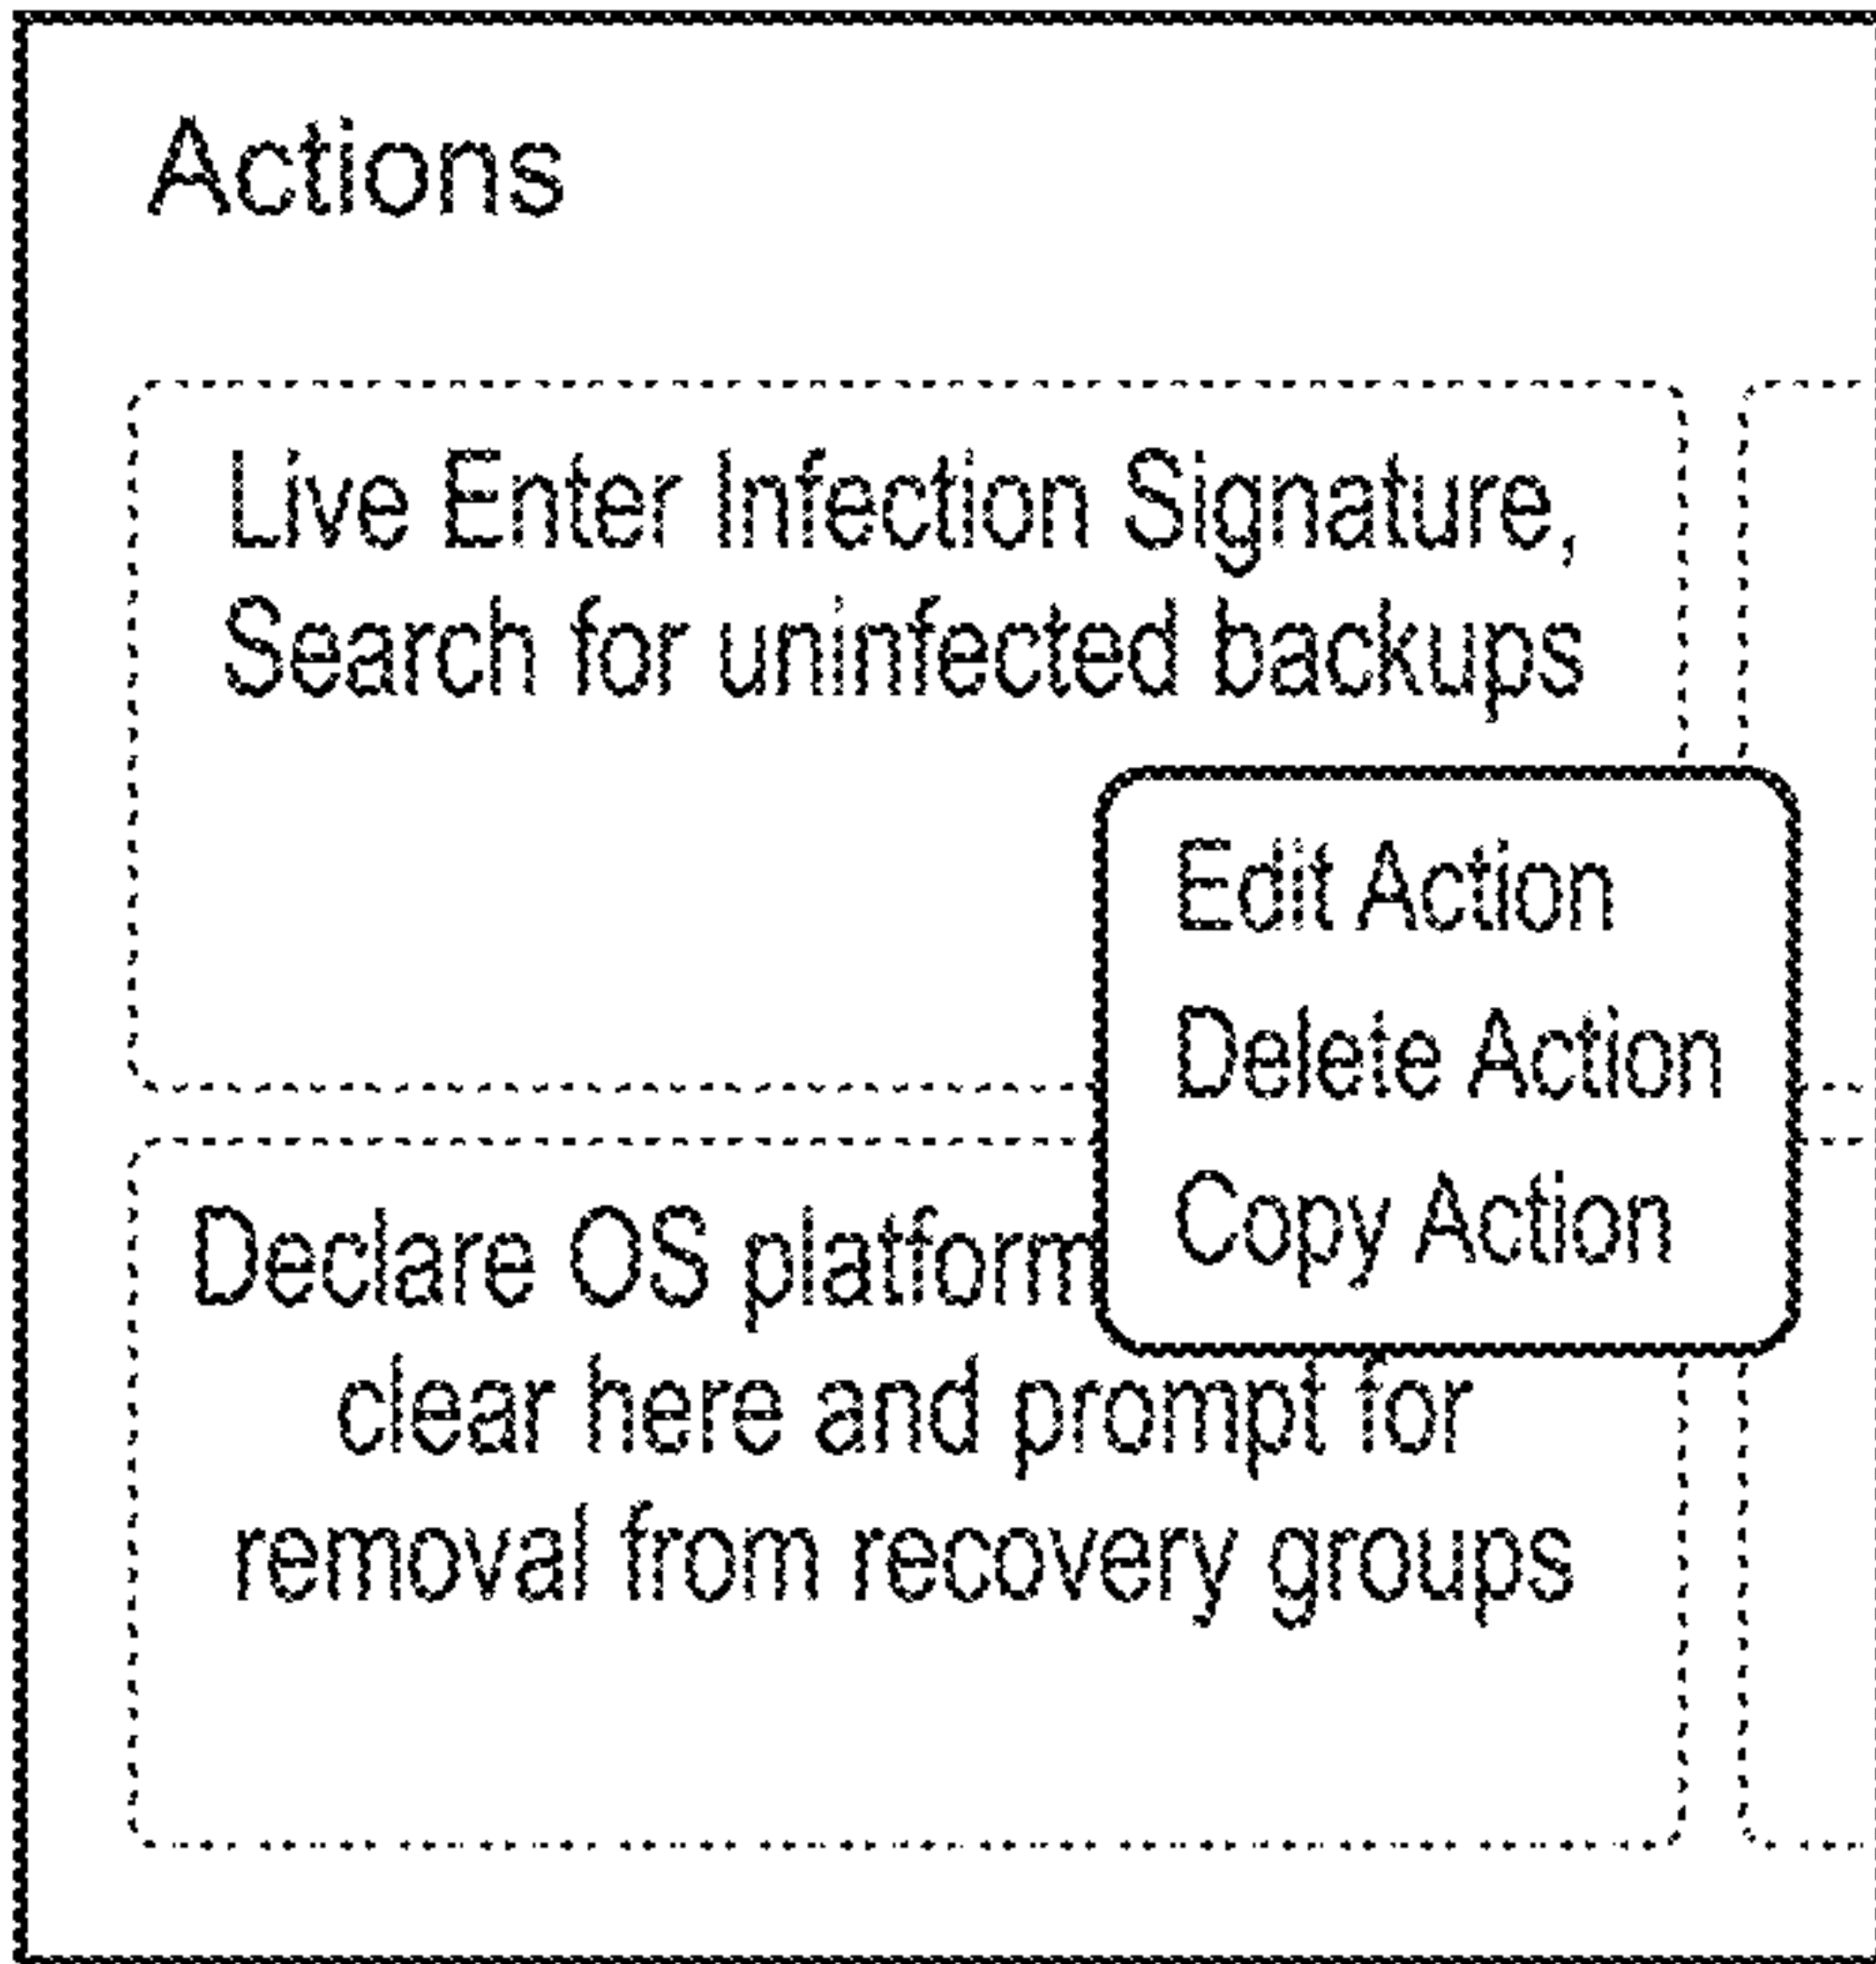 Actions
Live Enter Infection Signature,
Search for uninfected backups
Edit Action
Delete Action
Copy Action
Declare OS platform
clear here and prompt for
removal from recovery groups